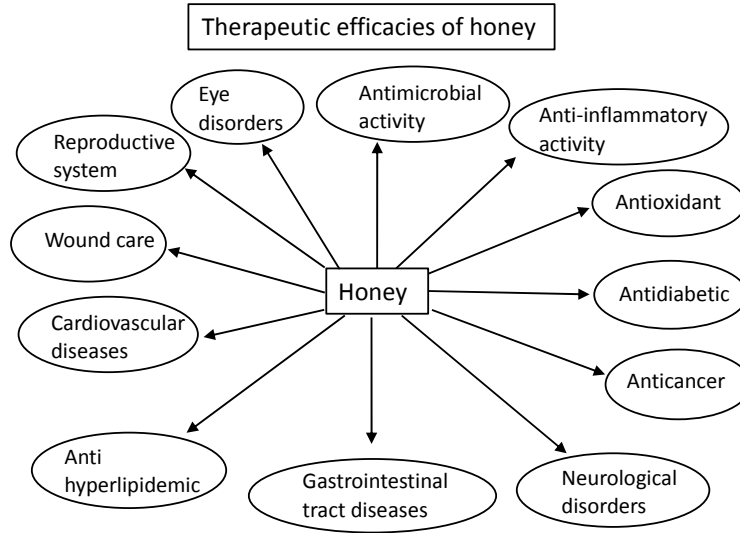 Therapeutic efficacies of honey
Eye
disorders
Antimicrobial
activity
Anti-inflammatory
activity
Reproductive
system
Antioxidant
Wound care
Honey
Antidiabetic
Cardiovascular
diseases
Anticancer
Anti
hyperlipidemic
Gastrointestinal
tract diseases
Neurological
disorders